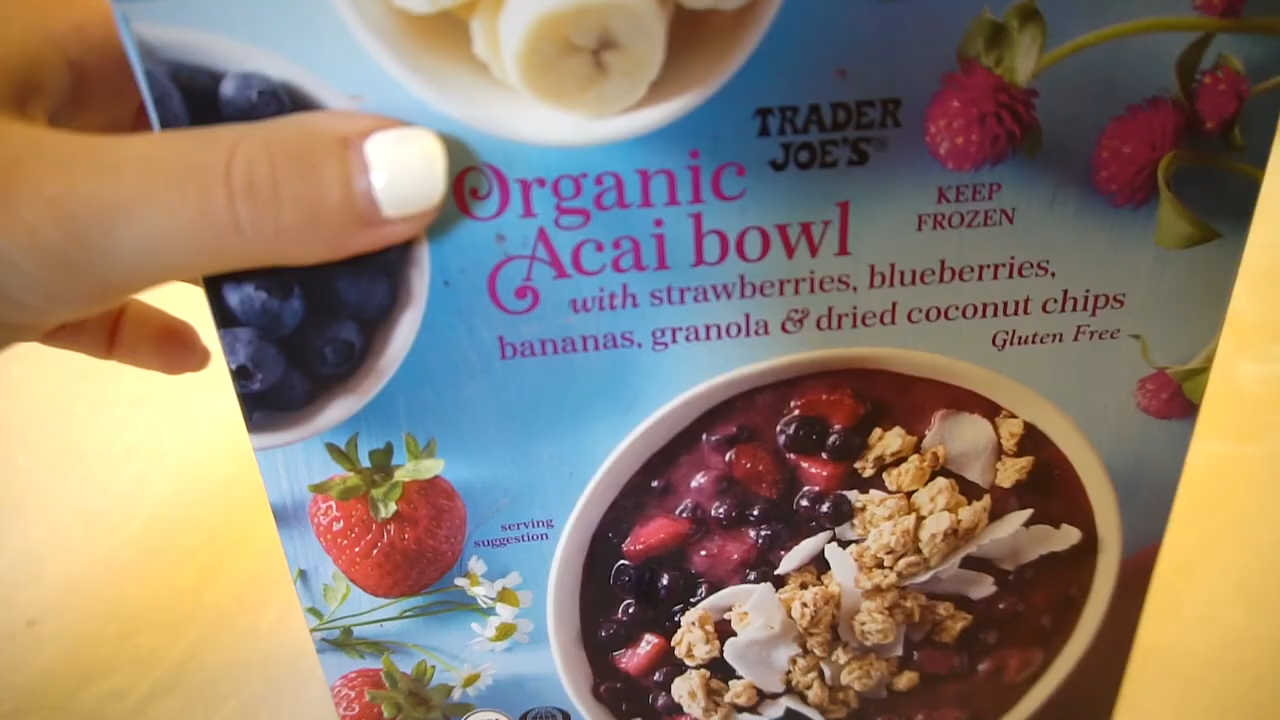 TRADER
JOE'S®
Organic
Acai bowl
KEEP
FROZEN
with strawberries, blueberries,
bananas, granola & dried coconut chips
Gluten Free
serving
suggestion